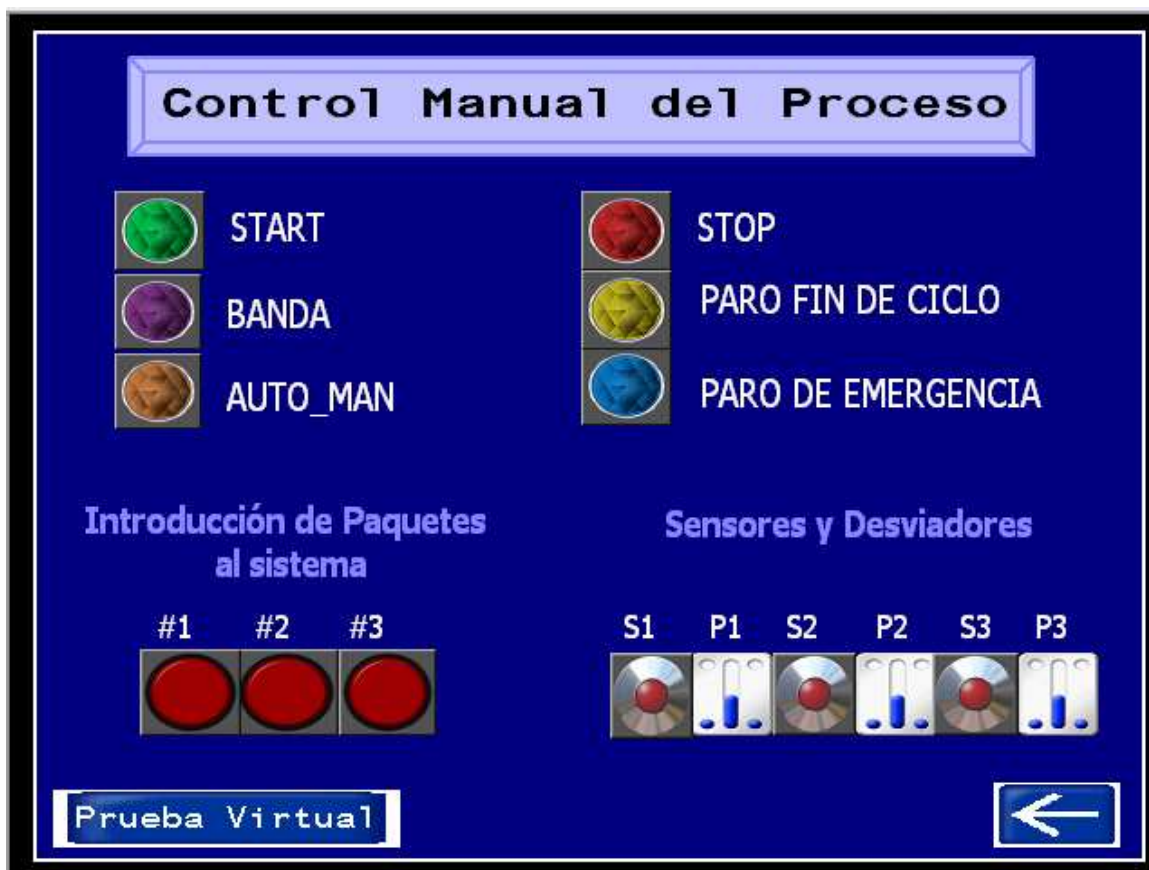 Control Manual del Proceso
START
STOP
BANDA
PARO FIN DE CICLO
AUTO_MAN
PARO DE EMERGENCIA
Introducción de Paquetes
al sistema
Sensores y Desviadores
#1 #2 #3
S1 P1 S2 P2 S3 P3
Prueba Virtual